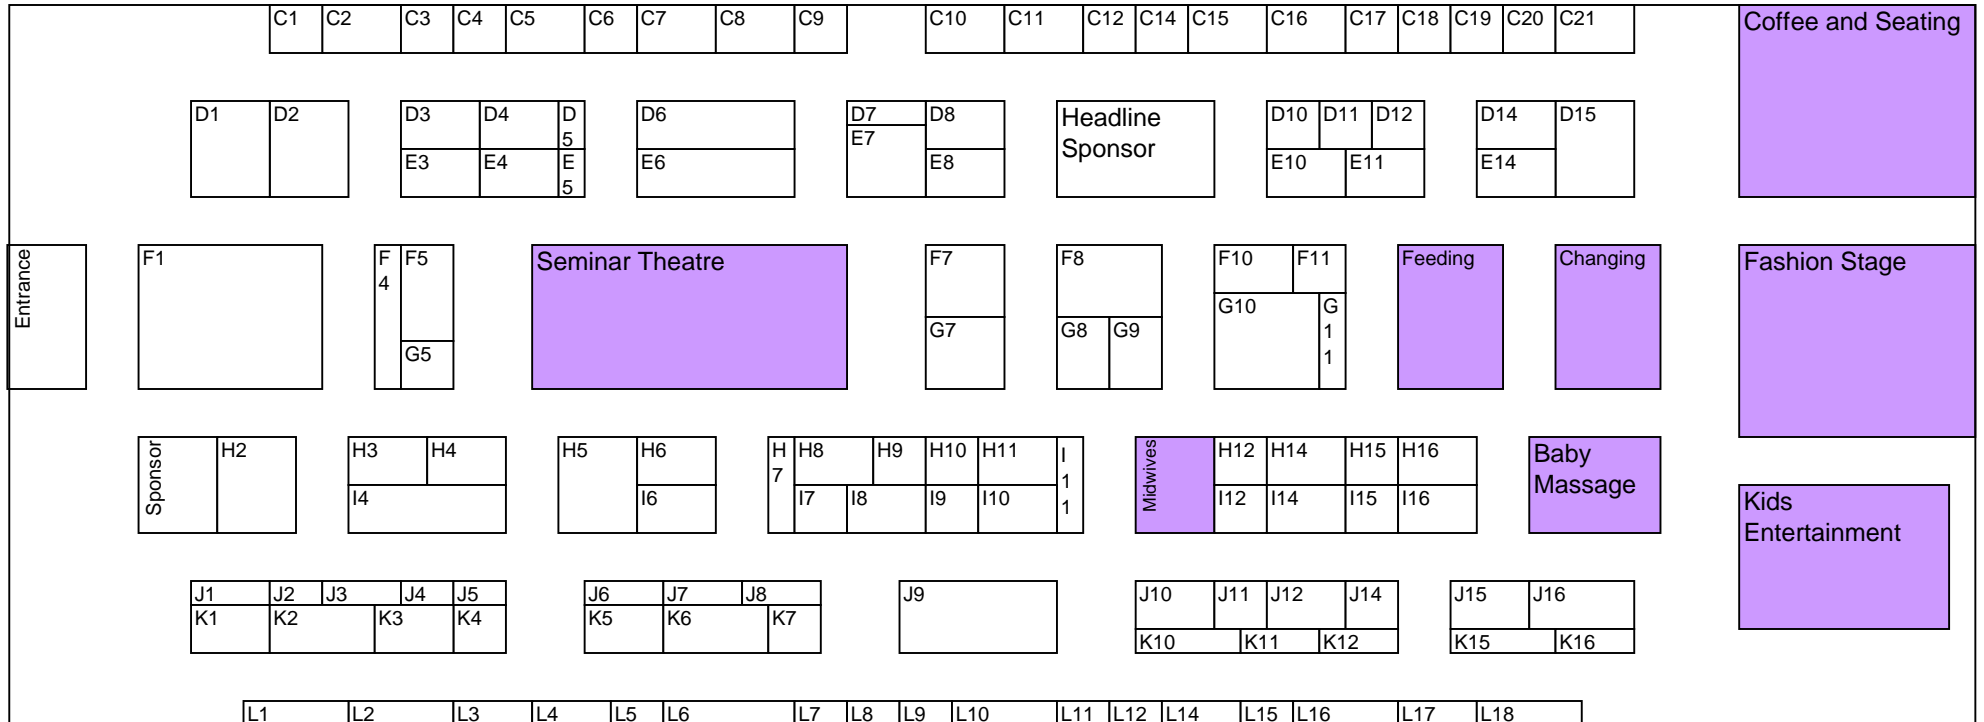 C1 C2 C3 C4 C5 C6 C7 C8 C9 C10 C11 C12 C14 C15 C16 C17 C18 C19 C20 C21 Coffee and Seating
D1 D2 D3 D4 D5 D6 D7 D8 Headline Sponsor D10 D11 D12 D14 D15
E3 E4 E5 E6 E7 E8 E10 E11 E14
Entrance F1 F4 F5 Seminar Theatre F7 F8 F10 F11 Feeding Changing Fashion Stage
G5 G7 G8 G9 G10 G11
Sponsor H2 H3 H4 H5 H6 H7 H8 H9 H10 H11 I11 Midwives H12 H14 H15 H16 Baby Massage
I4 I6 I7 I8 I9 I10 I12 I14 I15 I16 Kids Entertainment
J1 J2 J3 J4 J5 J6 J7 J8 J9 J10 J11 J12 J14 J15 J16
K1 K2 K3 K4 K5 K6 K7 K10 K11 K12 K15 K16
L1 L2 L3 L4 L5 L6 L7 L8 L9 L10 L11 L12 L14 L15 L16 L17 L18